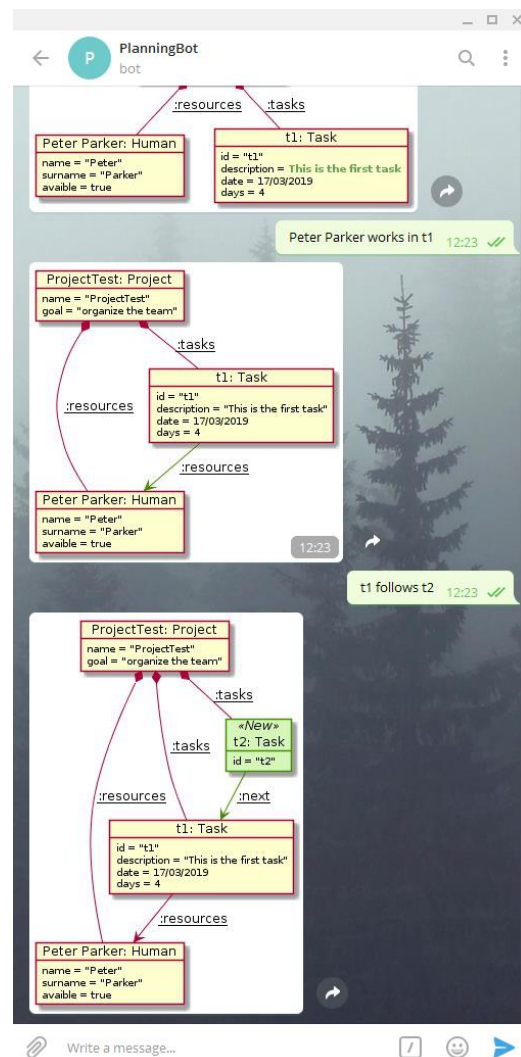 PlanningBot
P
bot
:resources
:tasks
Peter Parker: Human
name = "Peter"
surname = "Parker"
avaible = true
t1: Task
id = "t1"
description = This is the first task
date = 17/03/2019
days = 4
Peter Parker works in t1 12:23
ProjectTest: Project
name = "ProjectTest"
goal = "organize the team"
:tasks
t1: Task
id = "t1"
description = "This is the first task"
date = 17/03/2019
days = 4
:resources
:resources
Peter Parker: Human
name = "Peter"
surname = "Parker"
avaible = true
12:23
t1 follows t2 12:23
ProjectTest: Project
name = "ProjectTest"
goal = "organize the team"
:tasks
«New»
t2: Task
id = "t2"
:tasks
:resources
:next
t1: Task
id = "t1"
description = "This is the first task"
date = 17/03/2019
days = 4
:resources
Peter Parker: Human
name = "Peter"
surname = "Parker"
avaible = true
Write a message...